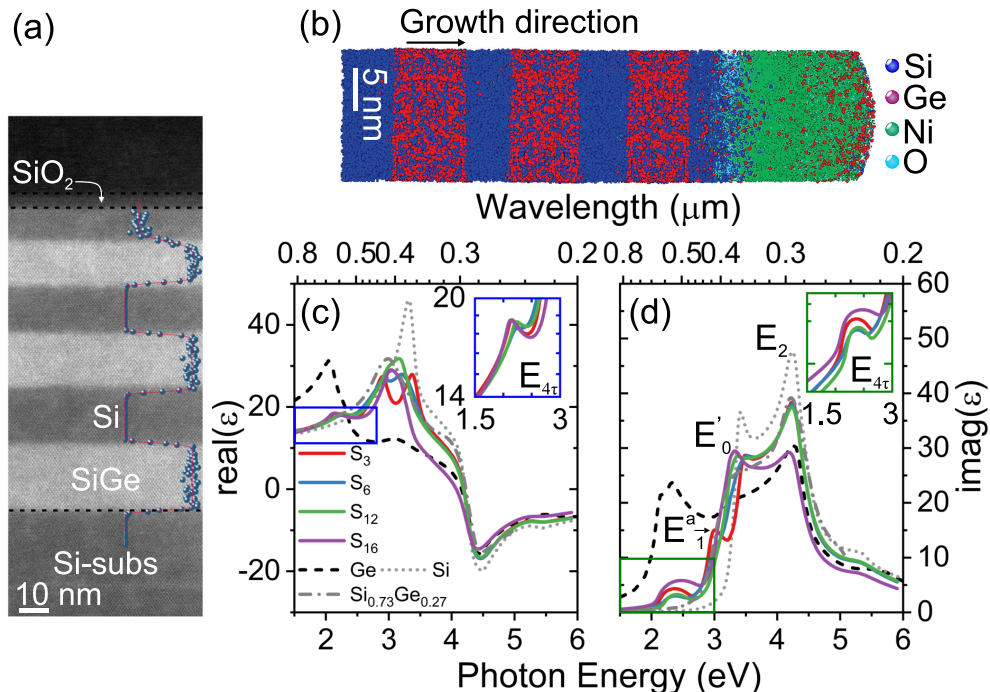 (a)
SiO2
Si
SiGe
Si-subs
10 nm
(b)
Growth direction
5 nm
Si
Ge
Ni
O
Wavelength (μm)
0.8 0.50 0.4 0.3 0.2
0.8 0.50 0.4 0.3 0.2
(c)
real(ε)
40
20
0
-20
20
14
1.5 3
E4τ
S3
S6
S12
S16
Ge Si
Si0.73Ge0.27
2 3 4 5 6
(d)
E2
E'0
Ea1
E4τ
1.5 3
60
50
40
30
20
10
0
imag(ε)
2 3 4 5 6
Photon Energy (eV)